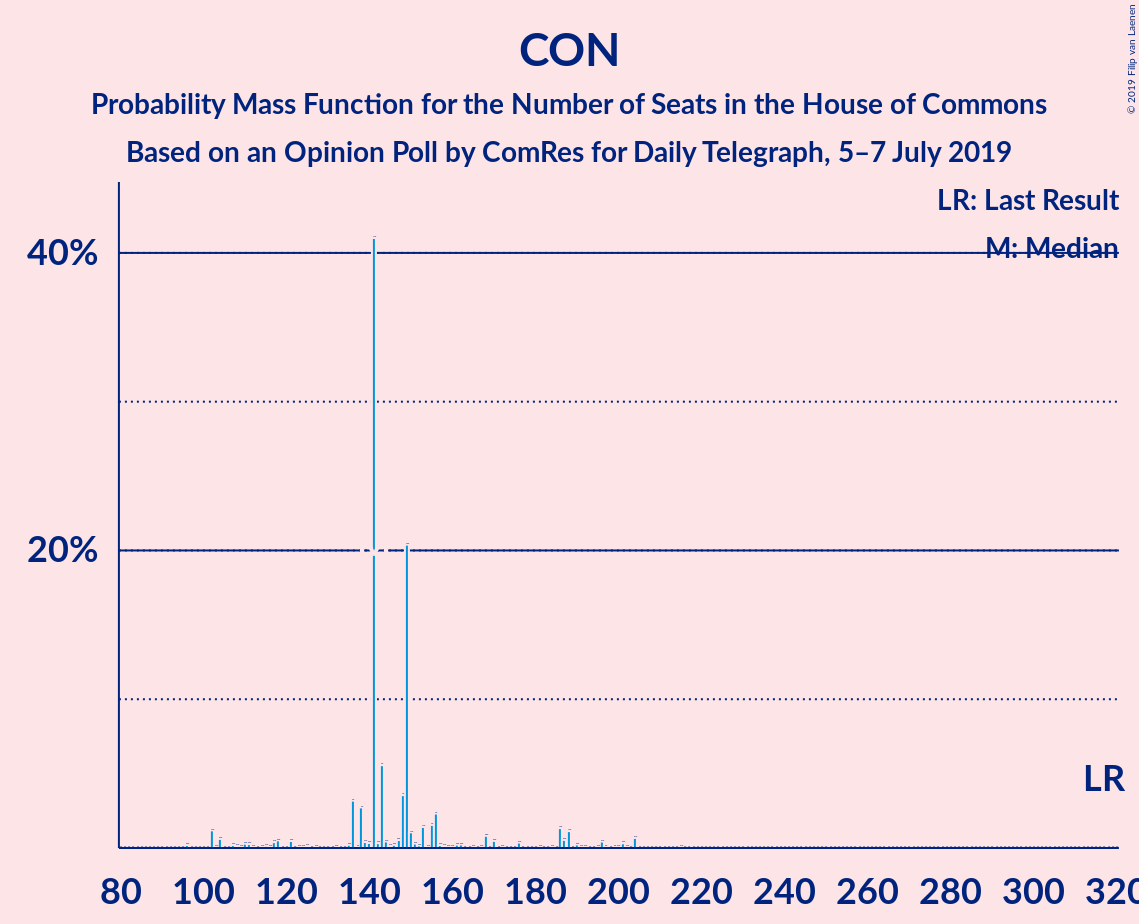 CON
Probability Mass Function for the Number of Seats in the House of Commons
Based on an Opinion Poll by ComRes for Daily Telegraph, 5–7 July 2019
© 2019 Filip van Laenen
LR: Last Result
M: Median
40%
20%
LR
80 100 120 140 160 180 200 220 240 260 280 300 320